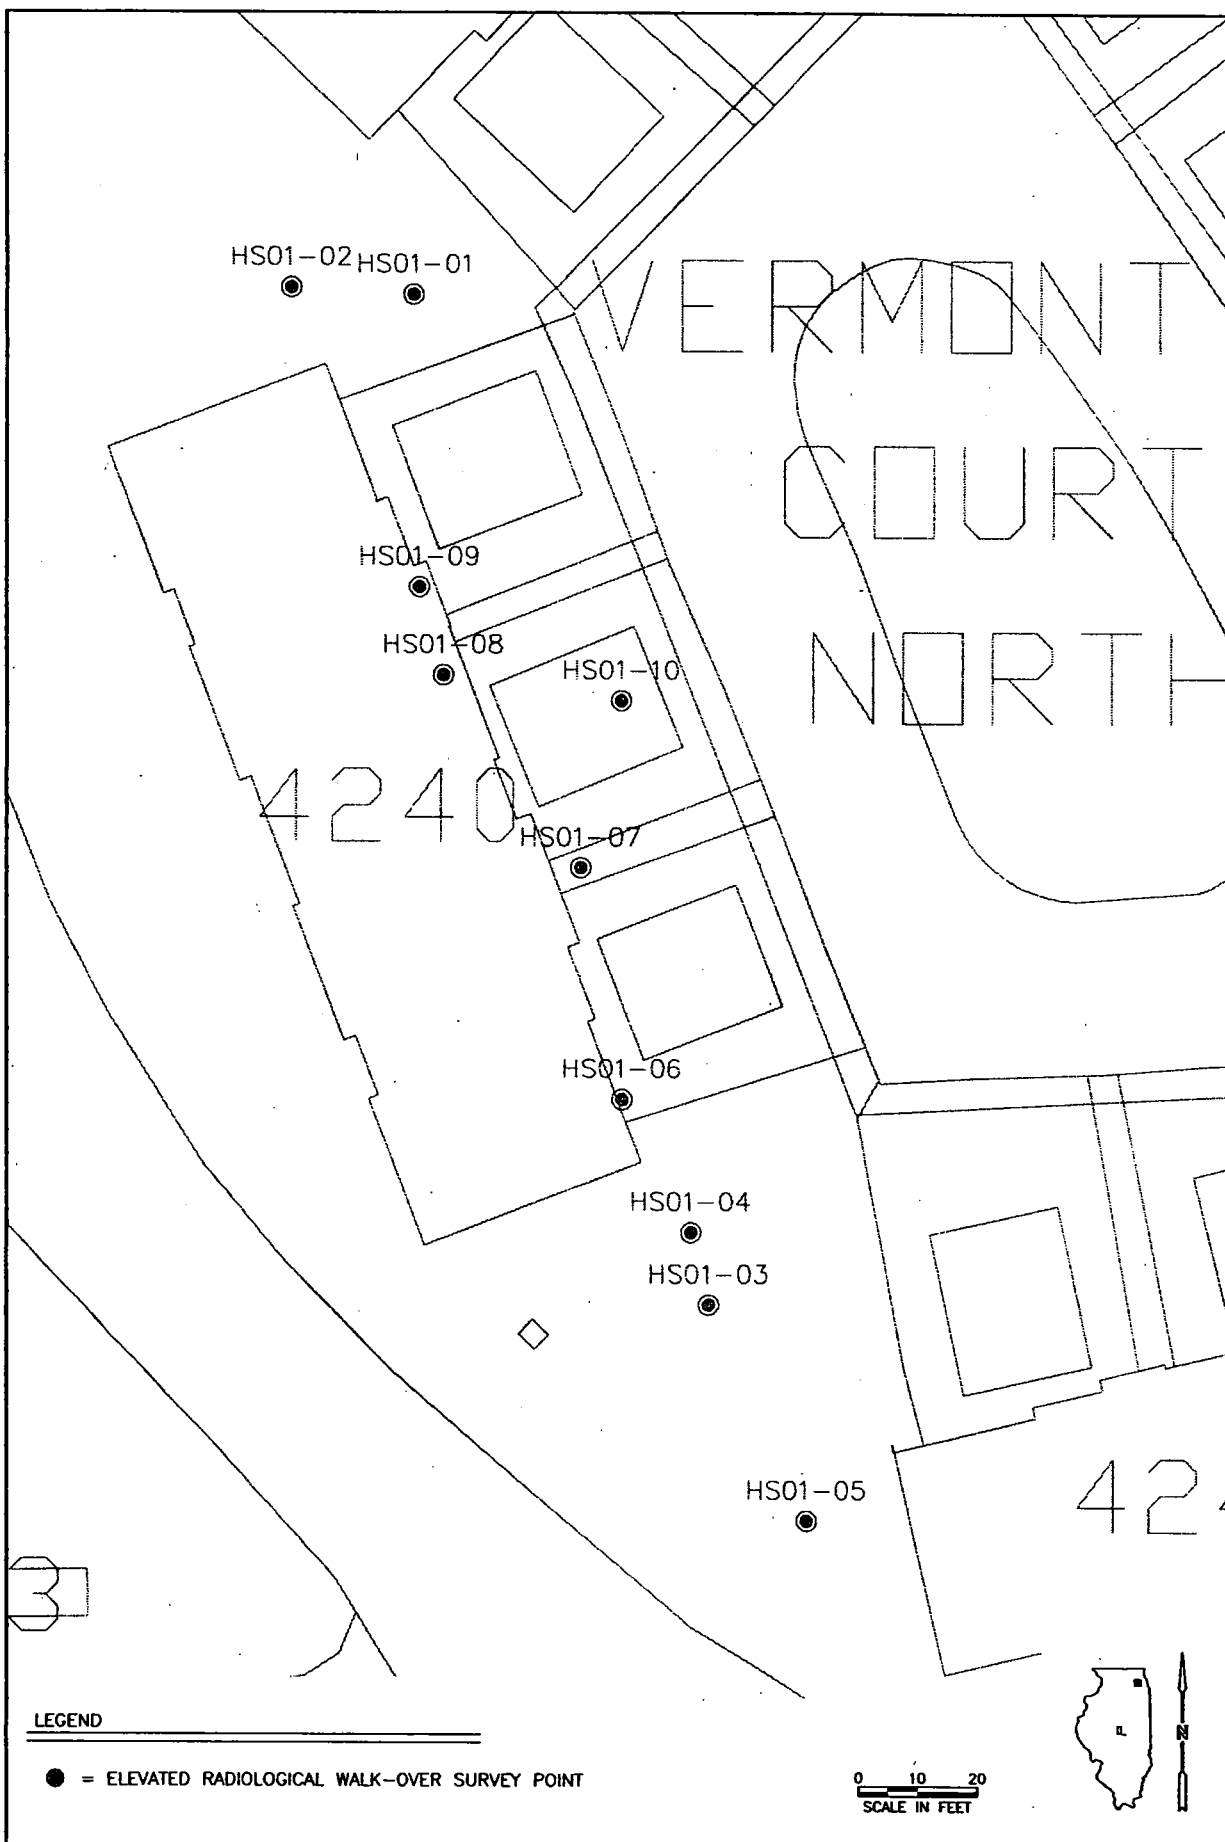 HS01-02 HS01-01
VERMONT
COURT
NORTH
HS01-09
HS01-08
HS01-10
4240
HS01-07
HS01-06
HS01-04
HS01-03
HS01-05
424
3
LEGEND
= ELEVATED RADIOLOGICAL WALK-OVER SURVEY POINT
0 10 20
SCALE IN FEET
IL
N